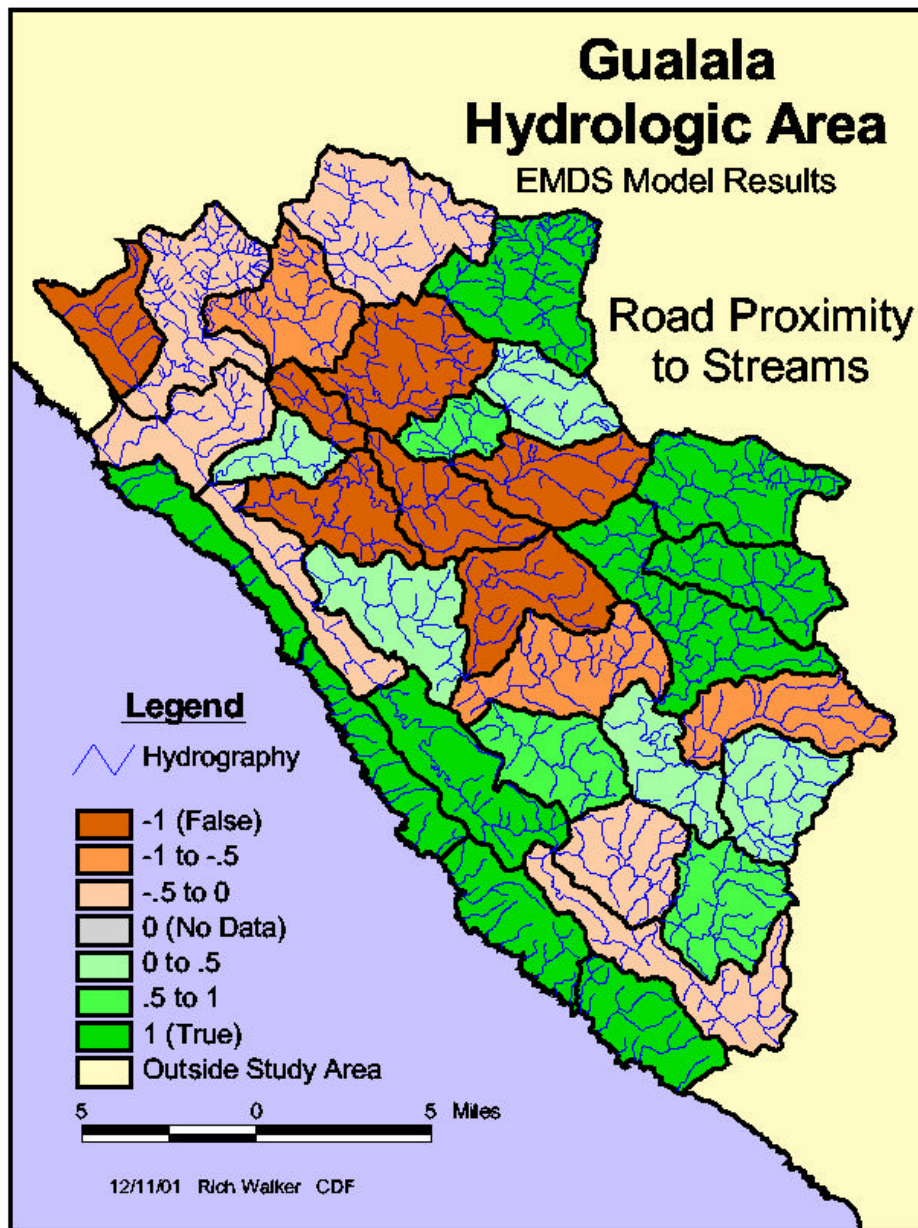 Gualala
Hydrologic Area
EMDS Model Results
Road Proximity
to Streams
Legend
Hydrography
-1 (False)
-1 to -.5
-.5 to 0
0 (No Data)
0 to .5
.5 to 1
1 (True)
Outside Study Area
5 0 5 Miles
12/11/01 Rich Walker CDF